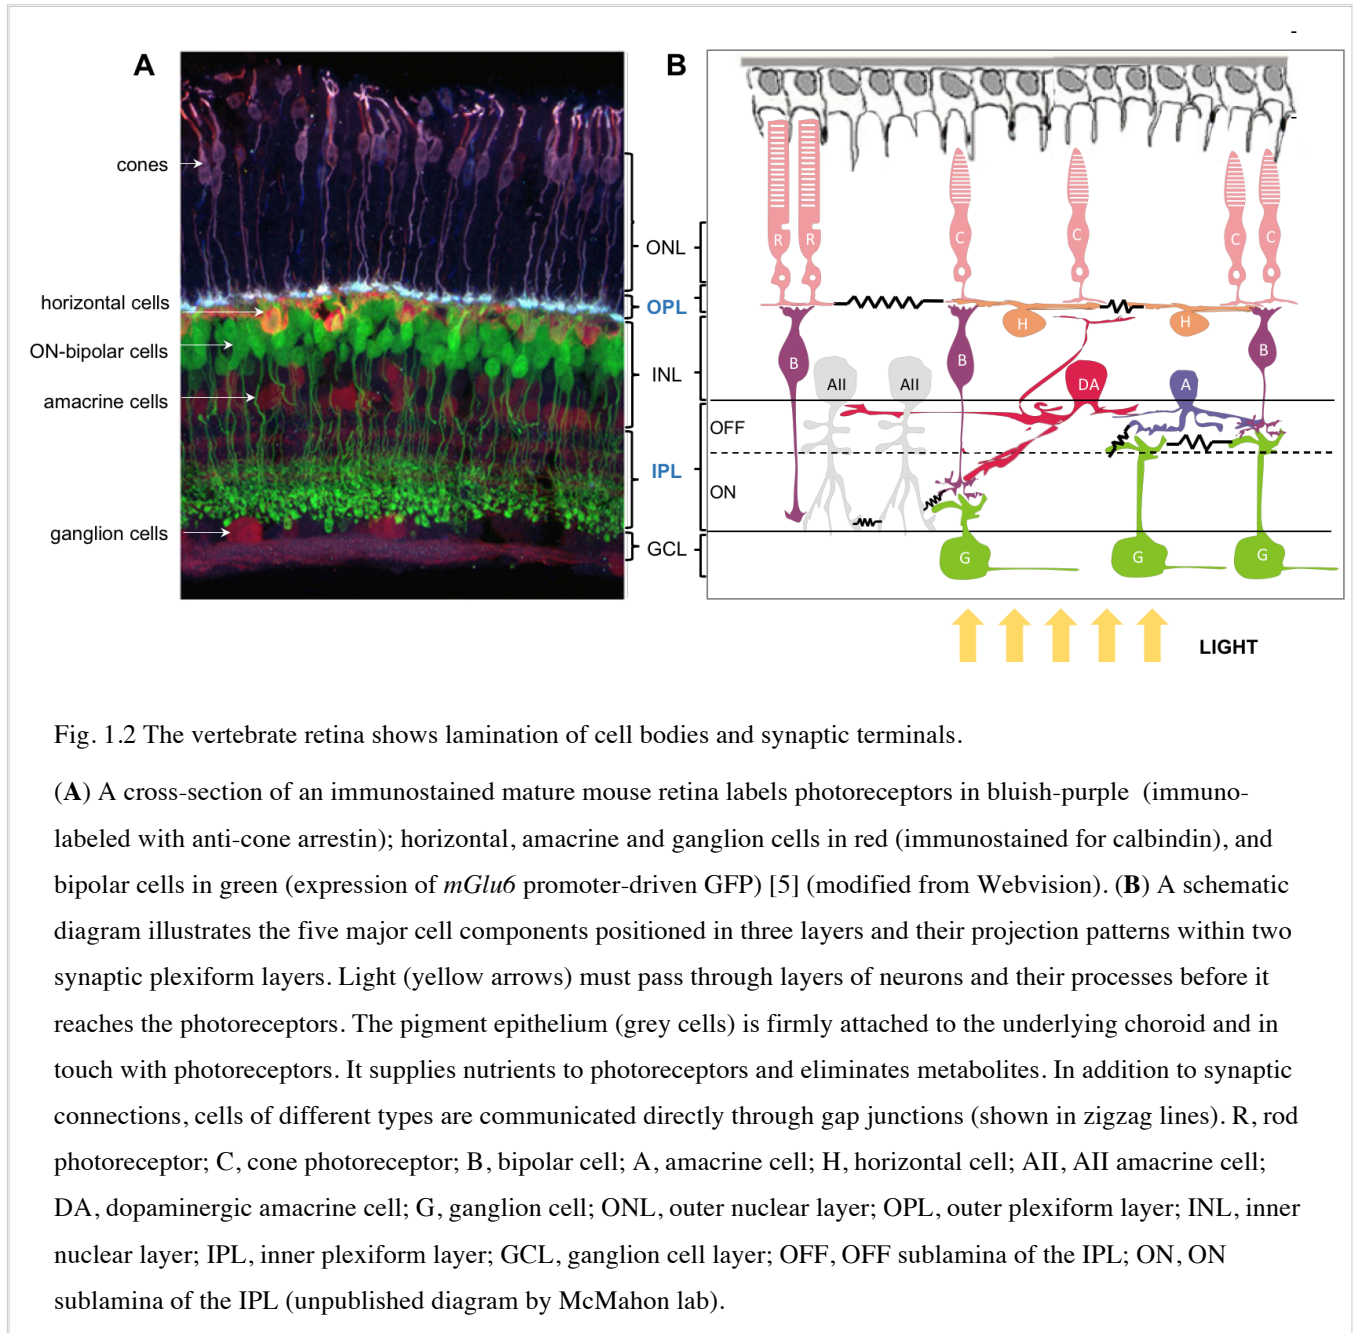 A
B
cones
horizontal cells
ON-bipolar cells
amacrine cells
ganglion cells
ONL
OPL
INL
IPL
GCL
R
R
C
C
C
C
H
H
B
B
B
AII
AII
DA
A
OFF
ON
G
G
G
LIGHT
Fig. 1.2 The vertebrate retina shows lamination of cell bodies and synaptic terminals.
(A) A cross-section of an immunostained mature mouse retina labels photoreceptors in bluish-purple (immuno-
labeled with anti-cone arrestin); horizontal, amacrine and ganglion cells in red (immunostained for calbindin), and
bipolar cells in green (expression of mGlu6 promoter-driven GFP) [5] (modified from Webvision). (B) A schematic
diagram illustrates the five major cell components positioned in three layers and their projection patterns within two
synaptic plexiform layers. Light (yellow arrows) must pass through layers of neurons and their processes before it
reaches the photoreceptors. The pigment epithelium (grey cells) is firmly attached to the underlying choroid and in
touch with photoreceptors. It supplies nutrients to photoreceptors and eliminates metabolites. In addition to synaptic
connections, cells of different types are communicated directly through gap junctions (shown in zigzag lines). R, rod
photoreceptor; C, cone photoreceptor; B, bipolar cell; A, amacrine cell; H, horizontal cell; AII, AII amacrine cell;
DA, dopaminergic amacrine cell; G, ganglion cell; ONL, outer nuclear layer; OPL, outer plexiform layer; INL, inner
nuclear layer; IPL, inner plexiform layer; GCL, ganglion cell layer; OFF, OFF sublamina of the IPL; ON, ON
sublamina of the IPL (unpublished diagram by McMahon lab).